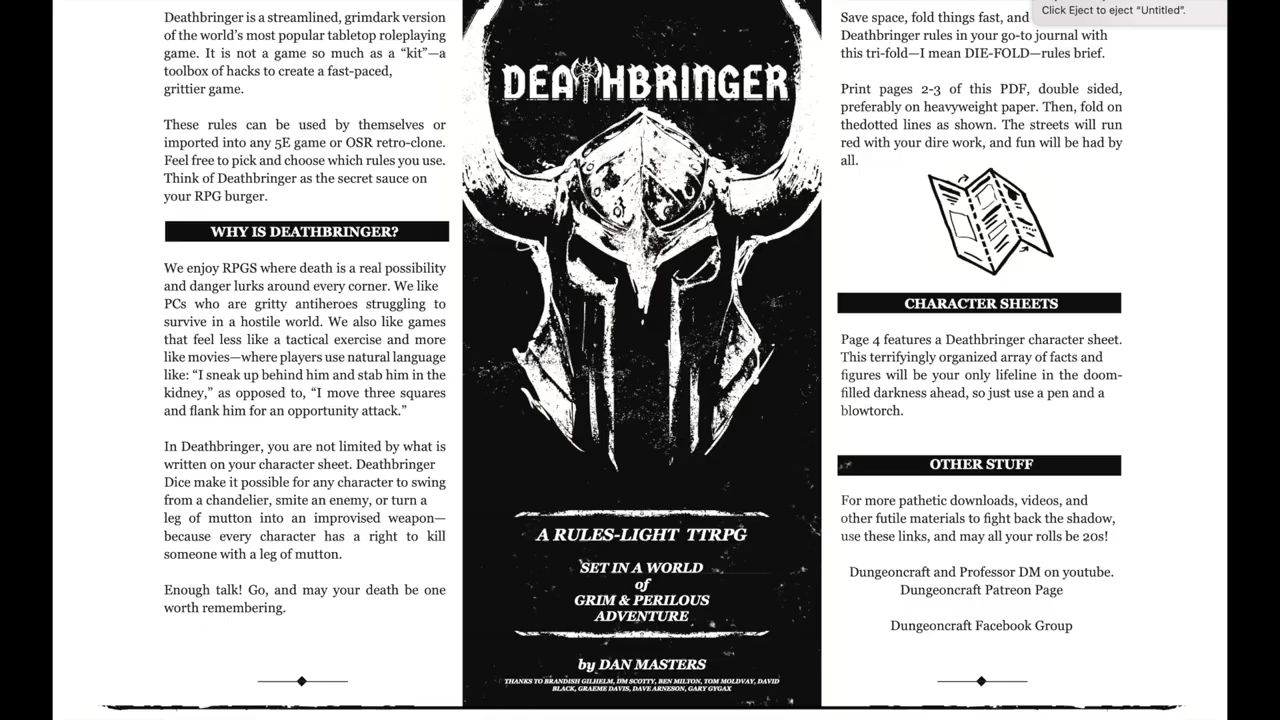 Deathbringer is a streamlined, grimdark version
of the world's most popular tabletop roleplaying
game. It is not a game so much as a "kit"—a
toolbox of hacks to create a fast-paced,
grittier game.
These rules can be used by themselves or
imported into any 5E game or OSR retro-clone.
Feel free to pick and choose which rules you use.
Think of Deathbringer as the secret sauce on
your RPG burger.
WHY IS DEATHBRINGER?
We enjoy RPGS where death is a real possibility
and danger lurks around every corner. We like
PCs who are gritty antiheroes struggling to
survive in a hostile world. We also like games
that feel less like a tactical exercise and more
like movies—where players use natural language
like: "I sneak up behind him and stab him in the
kidney," as opposed to, "I move three squares
and flank him for an opportunity attack."
In Deathbringer, you are not limited by what is
written on your character sheet. Deathbringer
Dice make it possible for any character to swing
from a chandelier, smite an enemy, or turn a
leg of mutton into an improvised weapon—
because every character has a right to kill
someone with a leg of mutton.
Enough talk! Go, and may your death be one
worth remembering.
DEATHBRINGER
A RULES-LIGHT TTRPG
SET IN A WORLD
of
GRIM & PERILOUS
ADVENTURE
by DAN MASTERS
THANKS TO BRANDISH GILHELM, DM SCOTTY, BEN MILTON, TOM MOLDVAY, DAVID
BLACK, GRAEME DAVIS, DAVE ARNESON, GARY GYGAX
Save space, fold things fast, and
Deathbringer rules in your go-to journal with
this tri-fold—I mean DIE-FOLD—rules brief.
Print pages 2-3 of this PDF, double sided,
preferably on heavyweight paper. Then, fold on
thedotted lines as shown. The streets will run
red with your dire work, and fun will be had by
all.
CHARACTER SHEETS
Page 4 features a Deathbringer character sheet.
This terrifyingly organized array of facts and
figures will be your only lifeline in the doom-
filled darkness ahead, so just use a pen and a
blowtorch.
OTHER STUFF
For more pathetic downloads, videos, and
other futile materials to fight back the shadow,
use these links, and may all your rolls be 20s!
Dungeoncraft and Professor DM on youtube.
Dungeoncraft Patreon Page
Dungeoncraft Facebook Group
Click Eject to eject "Untitled".